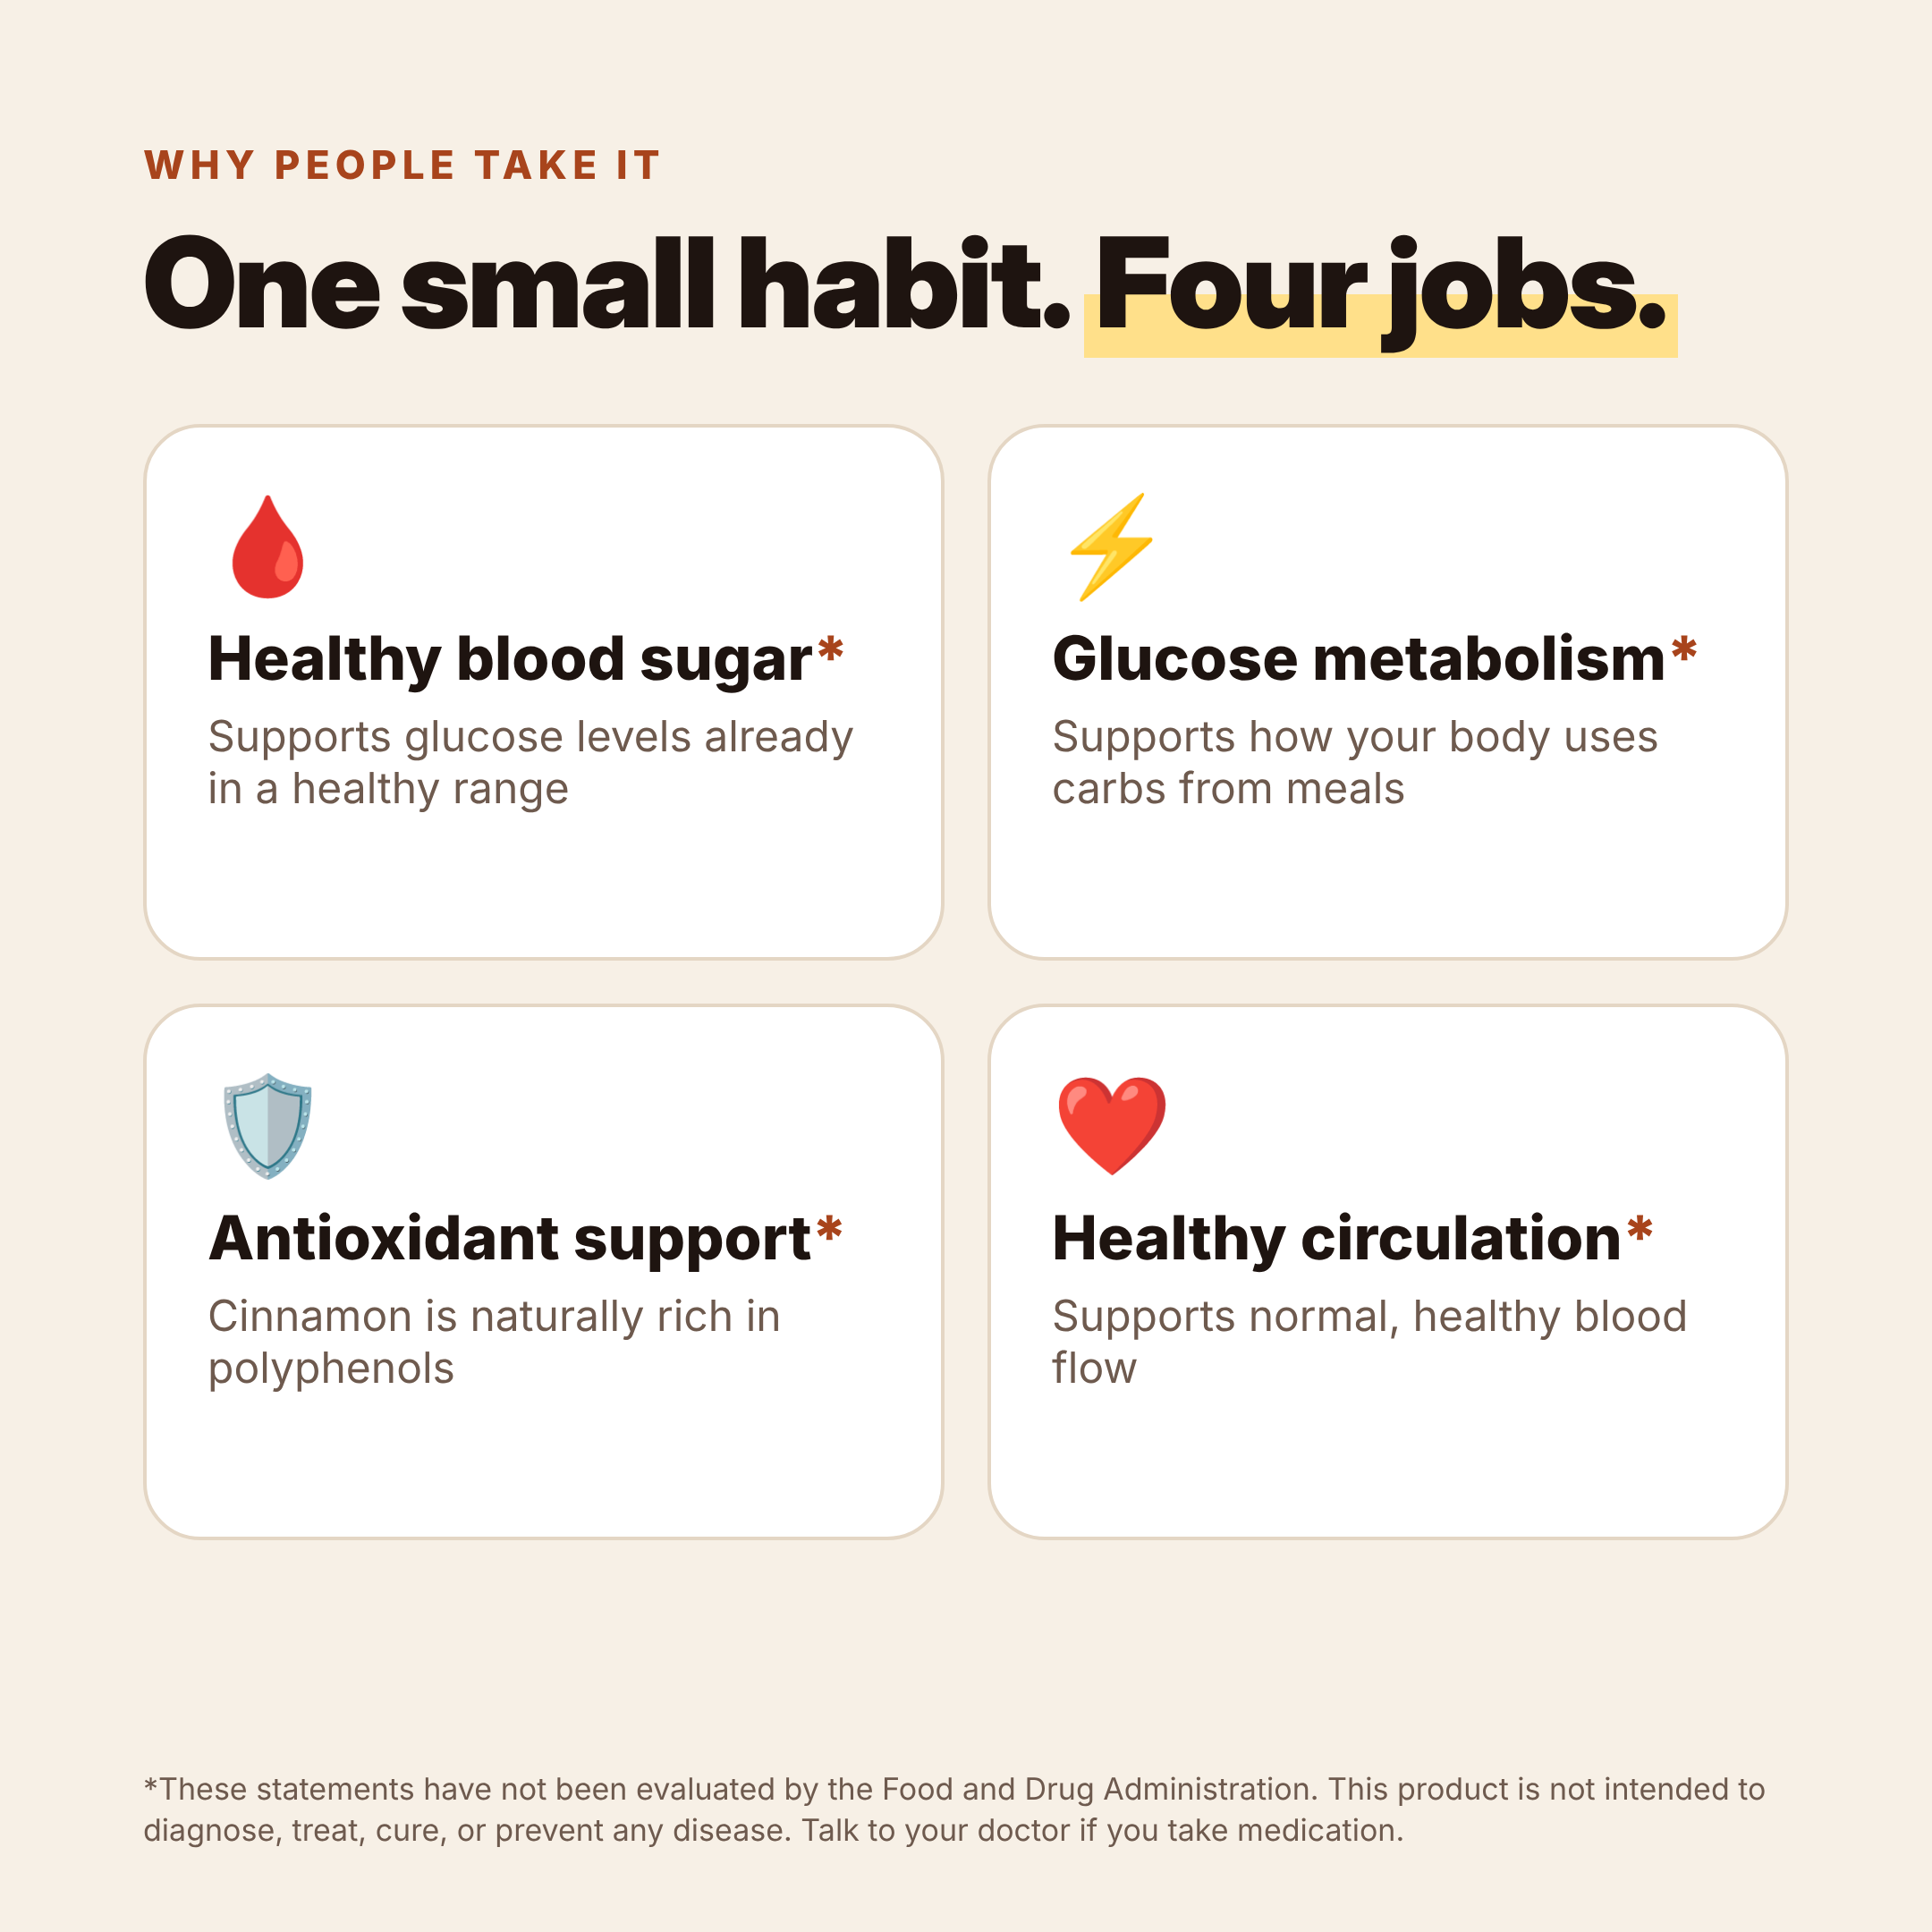 WHY PEOPLE TAKE IT
One small habit. Four jobs.
Healthy blood sugar*
Supports glucose levels already
in a healthy range
Glucose metabolism*
Supports how your body uses
carbs from meals
Antioxidant support*
Cinnamon is naturally rich in
polyphenols
Healthy circulation*
Supports normal, healthy blood
flow
*These statements have not been evaluated by the Food and Drug Administration. This product is not intended to
diagnose, treat, cure, or prevent any disease. Talk to your doctor if you take medication.